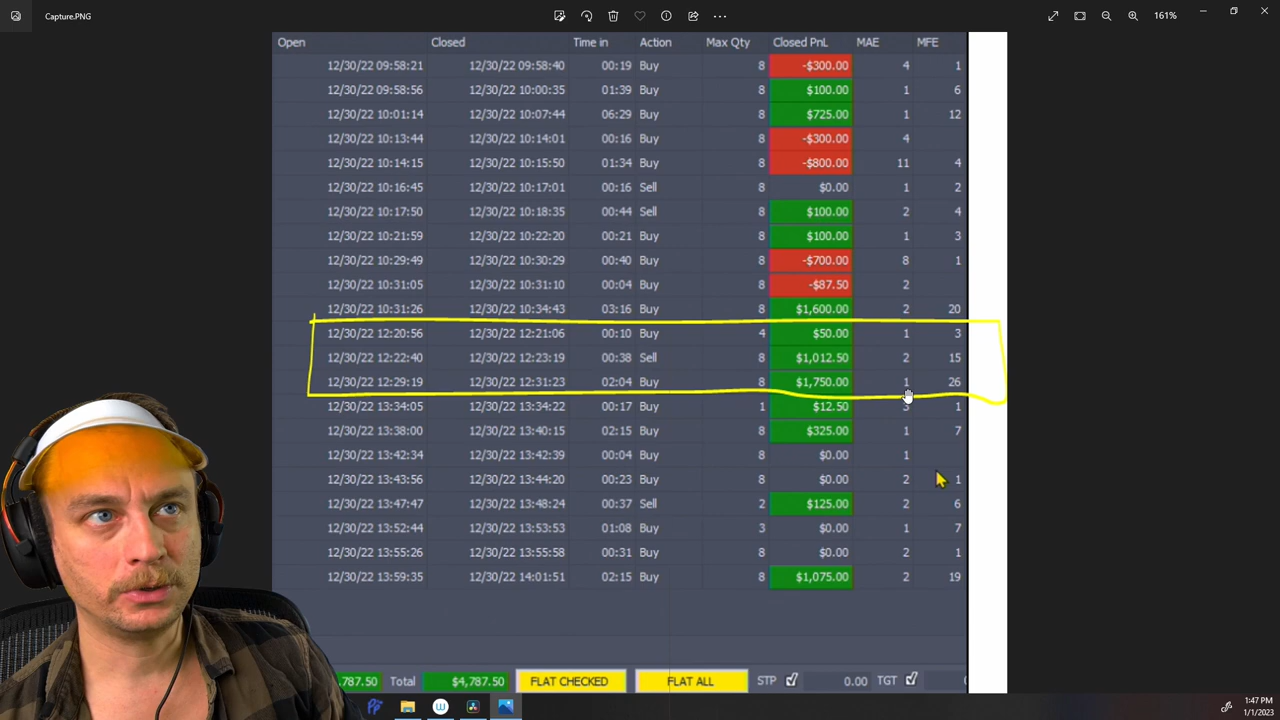 Capture.PNG
161%
Open Closed Time in Action Max Qty Closed PnL MAE MFE
12/30/22 09:58:21 12/30/22 09:58:40 00:19 Buy 8 -$300.00 4 1
12/30/22 09:58:56 12/30/22 10:00:35 01:39 Buy 8 $100.00 1 6
12/30/22 10:01:14 12/30/22 10:07:44 06:29 Buy 8 $725.00 1 12
12/30/22 10:13:44 12/30/22 10:14:01 00:16 Buy 8 -$300.00 4
12/30/22 10:14:15 12/30/22 10:15:50 01:34 Buy 8 -$800.00 11 4
12/30/22 10:16:45 12/30/22 10:17:01 00:16 Sell 8 $0.00 1 2
12/30/22 10:17:50 12/30/22 10:18:35 00:44 Sell 8 $100.00 2 4
12/30/22 10:21:59 12/30/22 10:22:20 00:21 Buy 8 $100.00 1 3
12/30/22 10:29:49 12/30/22 10:30:29 00:40 Buy 8 -$700.00 8 1
12/30/22 10:31:05 12/30/22 10:31:10 00:04 Buy 8 -$87.50 2
12/30/22 10:31:26 12/30/22 10:34:43 03:16 Buy 8 $1,600.00 2 20
12/30/22 12:20:56 12/30/22 12:21:06 00:10 Buy 4 $50.00 1 3
12/30/22 12:22:40 12/30/22 12:23:19 00:38 Sell 8 $1,012.50 2 15
12/30/22 12:29:19 12/30/22 12:31:23 02:04 Buy 8 $1,750.00 1 26
12/30/22 13:34:05 12/30/22 13:34:22 00:17 Buy 1 $12.50 3 1
12/30/22 13:38:00 12/30/22 13:40:15 02:15 Buy 8 $325.00 1 7
12/30/22 13:42:34 12/30/22 13:42:39 00:04 Buy 8 $0.00 1
12/30/22 13:43:56 12/30/22 13:44:20 00:23 Buy 8 $0.00 2 1
12/30/22 13:47:47 12/30/22 13:48:24 00:37 Sell 2 $125.00 2 6
12/30/22 13:52:44 12/30/22 13:53:53 01:08 Buy 3 $0.00 1 7
12/30/22 13:55:26 12/30/22 13:55:58 00:31 Buy 8 $0.00 2 1
12/30/22 13:59:35 12/30/22 14:01:51 02:15 Buy 8 $1,075.00 2 19
,787.50 Total $4,787.50 FLAT CHECKED FLAT ALL STP 0.00 TGT
1:47 PM
1/1/2023